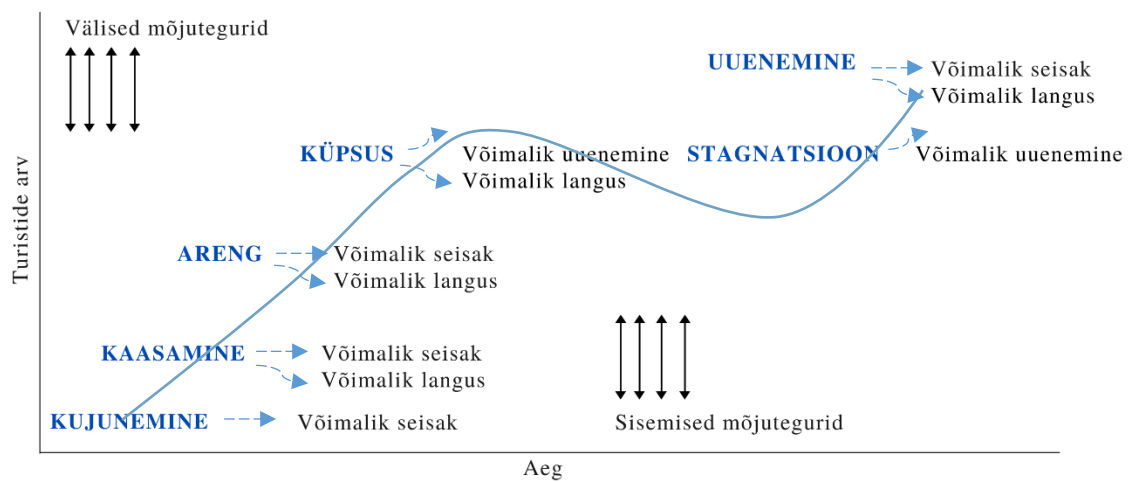 Välised mõjutegurid
UUENEMINE
Võimalik seisak
Võimalik langus
KÜPSUS
Võimalik uuenemine
Võimalik langus
STAGNATSIOON
Võimalik uuenemine
Turistide arv
ARENG
Võimalik seisak
Võimalik langus
KAASAMINE
Võimalik seisak
Võimalik langus
KUJUNEMINE
Võimalik seisak
Sisemised mõjutegurid
Aeg